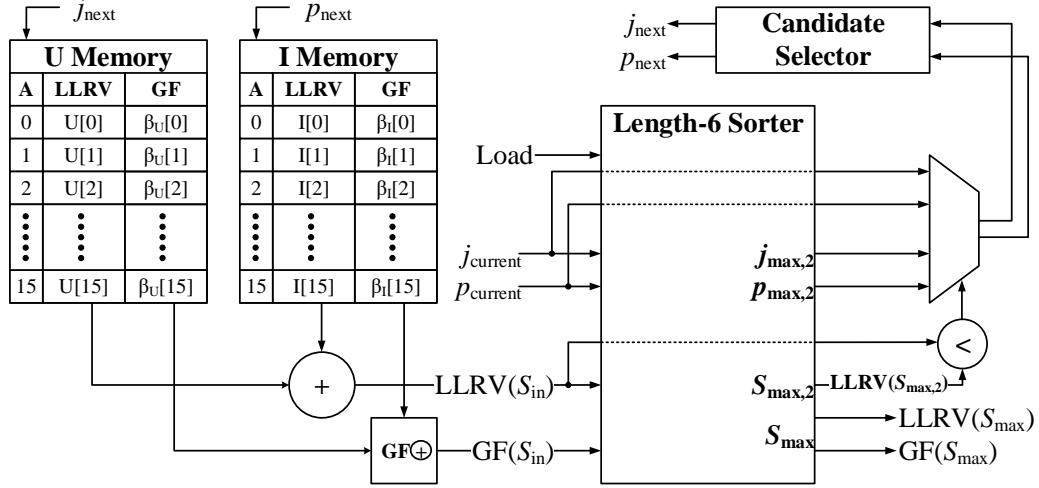 j_next
U Memory
A LLRV GF
0 U[0] β_U[0]
1 U[1] β_U[1]
2 U[2] β_U[2]
15 U[15] β_U[15]
p_next
I Memory
A LLRV GF
0 I[0] β_I[0]
1 I[1] β_I[1]
2 I[2] β_I[2]
15 I[15] β_I[15]
+
GF ⊕
Load
j_current
p_current
LLRV(S_in)
GF(S_in)
Length-6 Sorter
j_max,2
p_max,2
S_max,2
S_max
j_next
p_next
Candidate
Selector
<
LLRV(S_max,2)
LLRV(S_max)
GF(S_max)